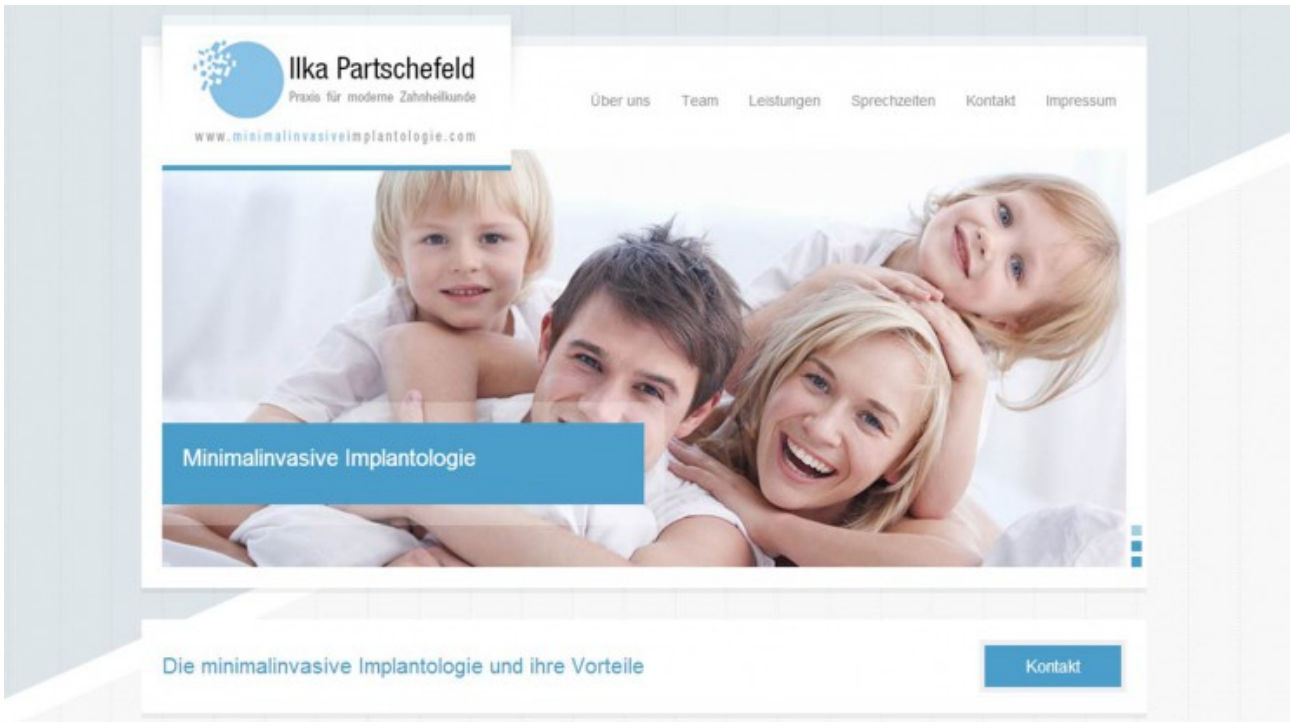 Ilka Partschefeld
Praxis für moderne Zahnheilkunde
www.minimalinvasiveimplantologie.com
Über uns Team Leistungen Sprechzeiten Kontakt Impressum
Minimalinvasive Implantologie
Die minimalinvasive Implantologie und ihre Vorteile
Kontakt